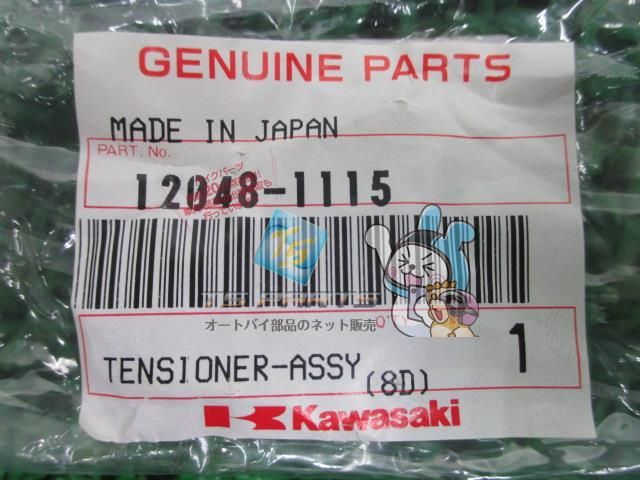 GENUINE PARTS
MADE IN JAPAN
PART. No.
12048-1115
オートバイ部品のネット販売
TENSIONER-ASSY (8D)
1
Kawasaki